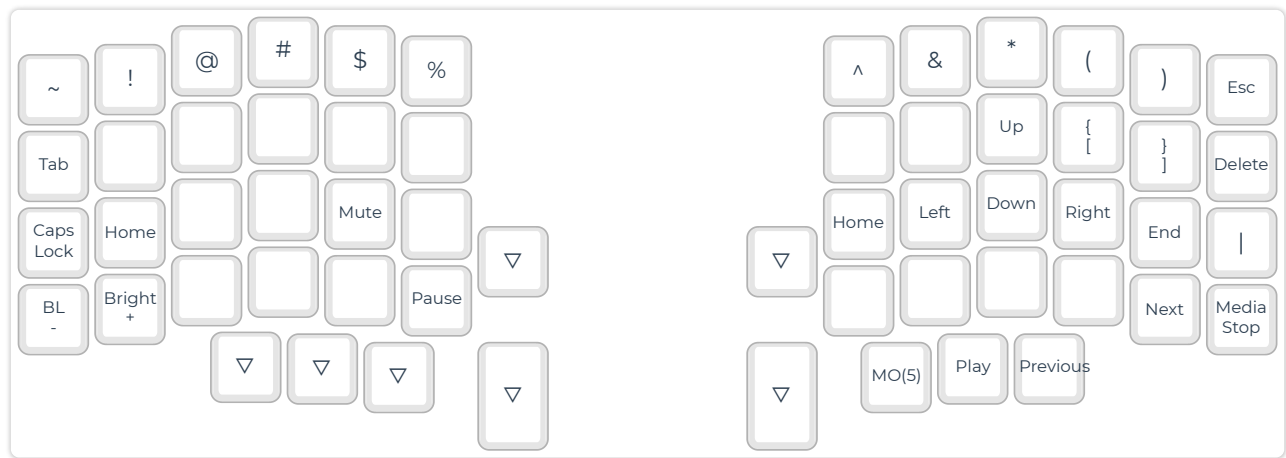 ~ ! @ # $ % ^ & * ( ) Esc
Tab Up { } Delete
[ ]
Caps Home Mute Home Left Down Right End |
Lock
▽ ▽
BL Bright Pause Next Media
- + Stop
▽ ▽ ▽ MO(5) Play Previous
▽ ▽